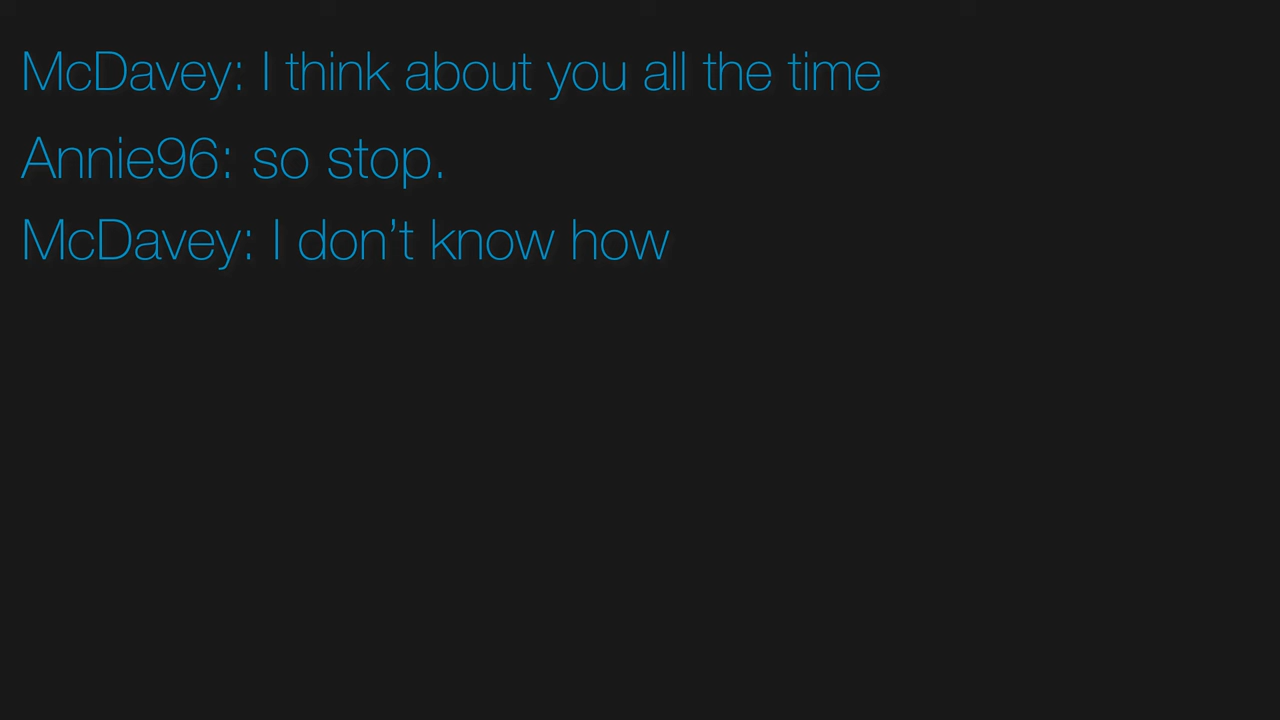 McDavey: I think about you all the time
Annie96: so stop.
McDavey: I don’t know how